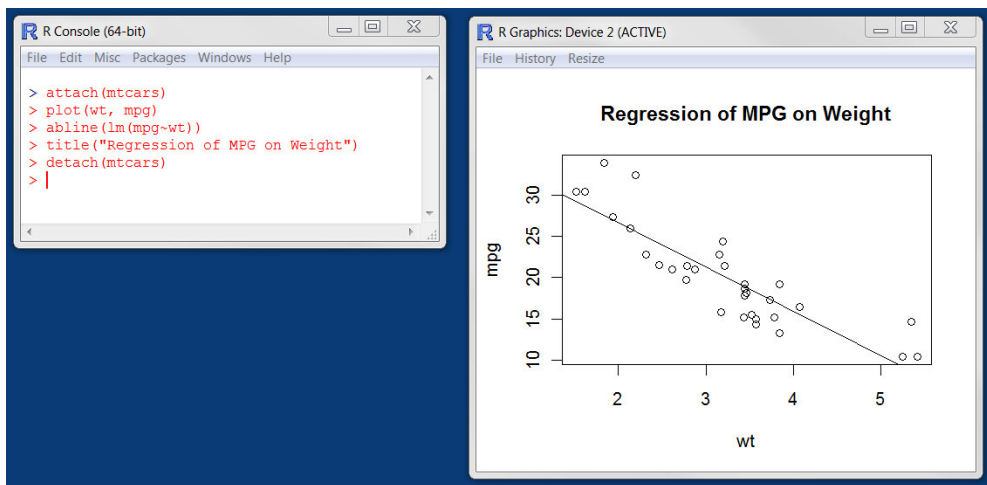 R Console (64-bit)
File Edit Misc Packages Windows Help
> attach(mtcars)
> plot(wt, mpg)
> abline(lm(mpg~wt))
> title("Regression of MPG on Weight")
> detach(mtcars)
>
R Graphics: Device 2 (ACTIVE)
File History Resize
Regression of MPG on Weight
mpg
30
25
20
15
10
2 3 4 5
wt